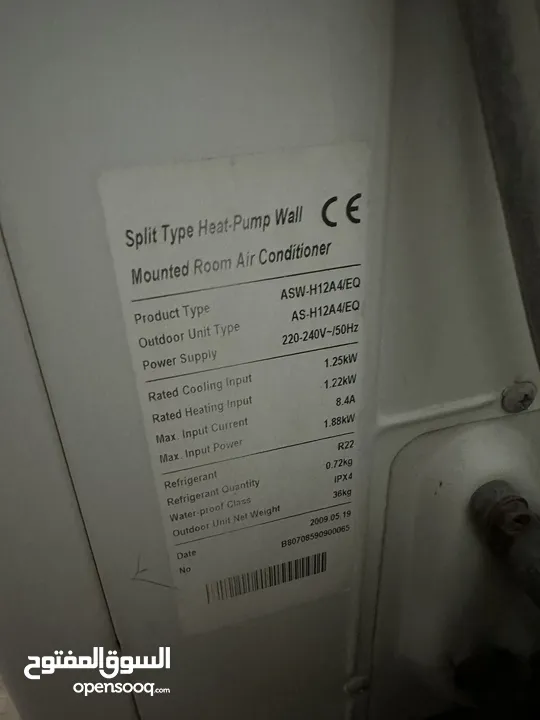 Split Type Heat-Pump Wall CE
Mounted Room Air Conditioner
Product Type ASW-H12A4/EQ
Outdoor Unit Type AS-H12A4/EQ
Power Supply 220-240V~/50Hz
Rated Cooling Input 1.25kW
Rated Heating Input 1.22kW
Max. Input Current 8.4A
Max. Input Power 1.88kW
Refrigerant R22
Refrigerant Quantity 0.72kg
Water-proof Class IPX4
Outdoor Unit Net Weight 36kg
Date 2009.05.19
No B80708590900065
السوق المفتوح
opensooq.com